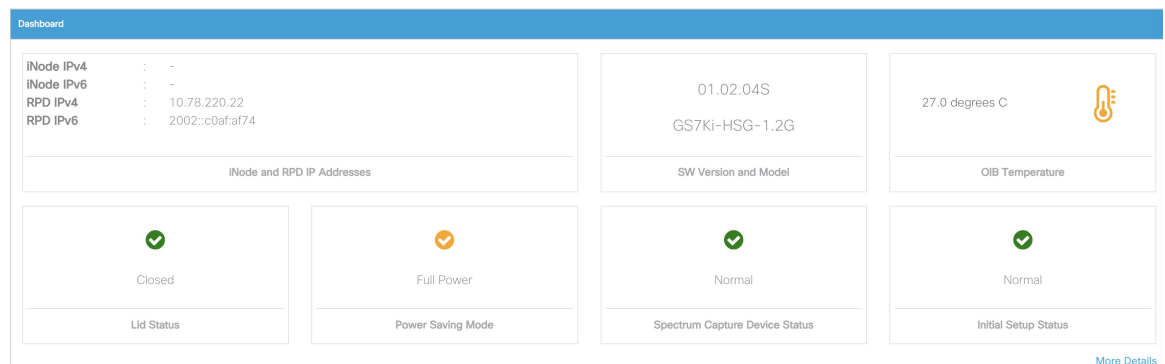 Dashboard
iNode IPv4 : -
iNode IPv6 : -
RPD IPv4 : 10.78.220.22
RPD IPv6 : 2002::c0af:af74
iNode and RPD IP Addresses
01.02.04S
GS7Ki-HSG-1.2G
SW Version and Model
27.0 degrees C
OIB Temperature
Closed
Lid Status
Full Power
Power Saving Mode
Normal
Spectrum Capture Device Status
Normal
Initial Setup Status
More Details